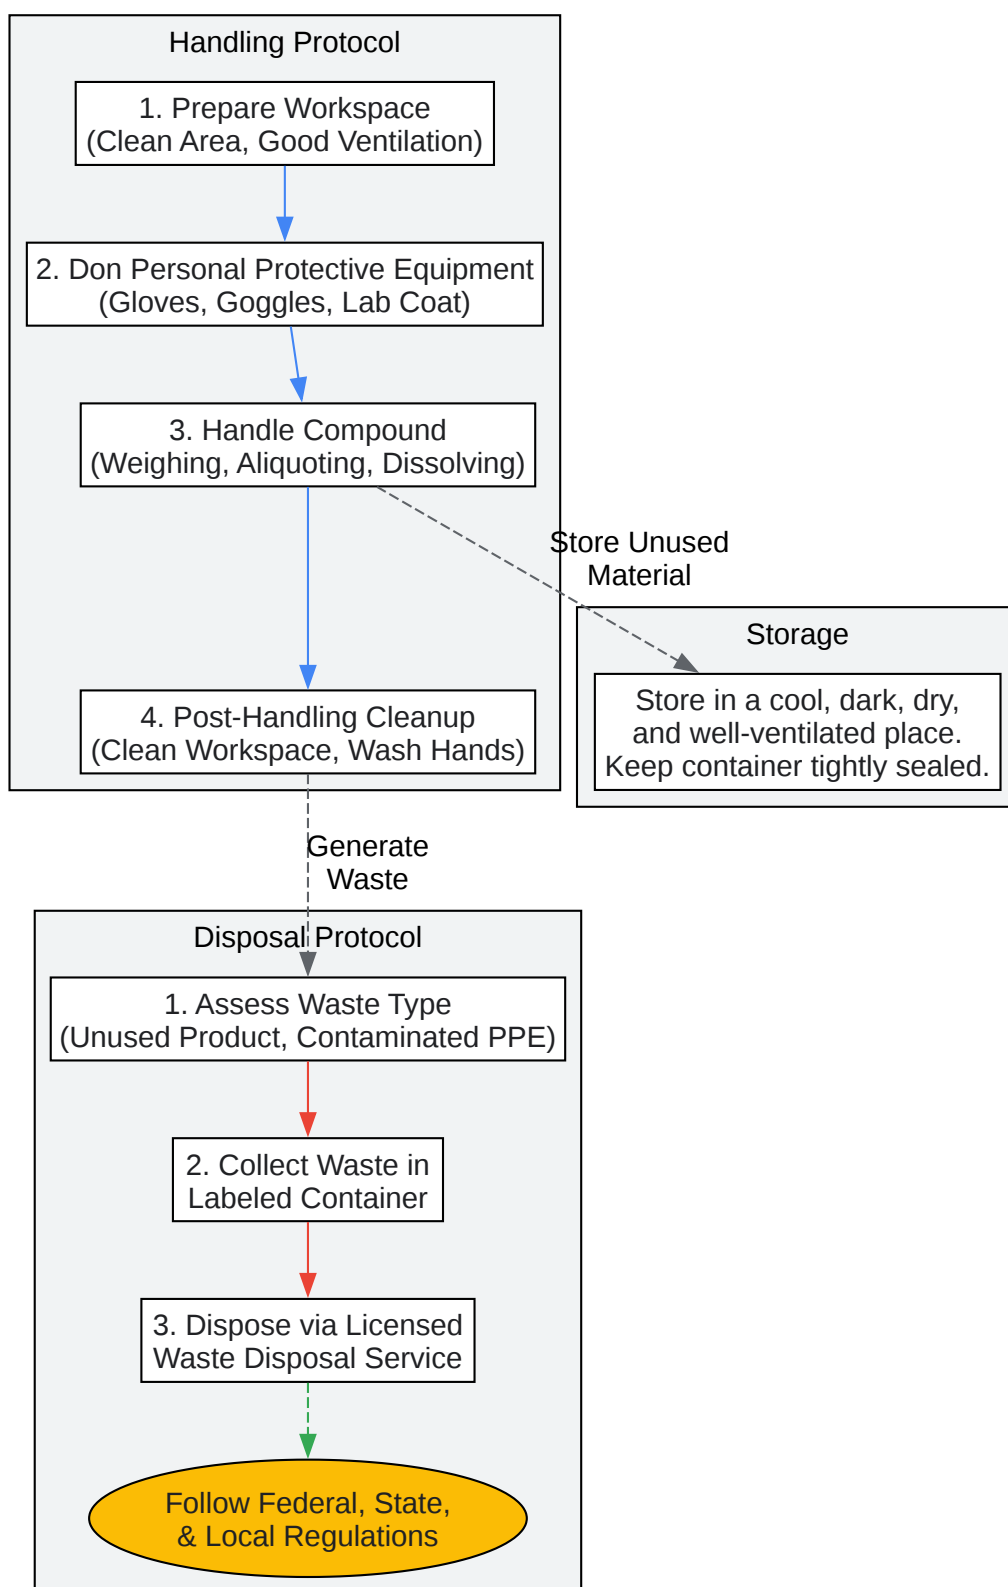 Handling Protocol
1. Prepare Workspace
(Clean Area, Good Ventilation)
2. Don Personal Protective Equipment
(Gloves, Goggles, Lab Coat)
3. Handle Compound
(Weighing, Aliquoting, Dissolving)
Store Unused
Material
Storage
Store in a cool, dark, dry,
and well-ventilated place.
Keep container tightly sealed.
4. Post-Handling Cleanup
(Clean Workspace, Wash Hands)
Generate
Waste
Disposal Protocol
1. Assess Waste Type
(Unused Product, Contaminated PPE)
2. Collect Waste in
Labeled Container
3. Dispose via Licensed
Waste Disposal Service
Follow Federal, State,
& Local Regulations